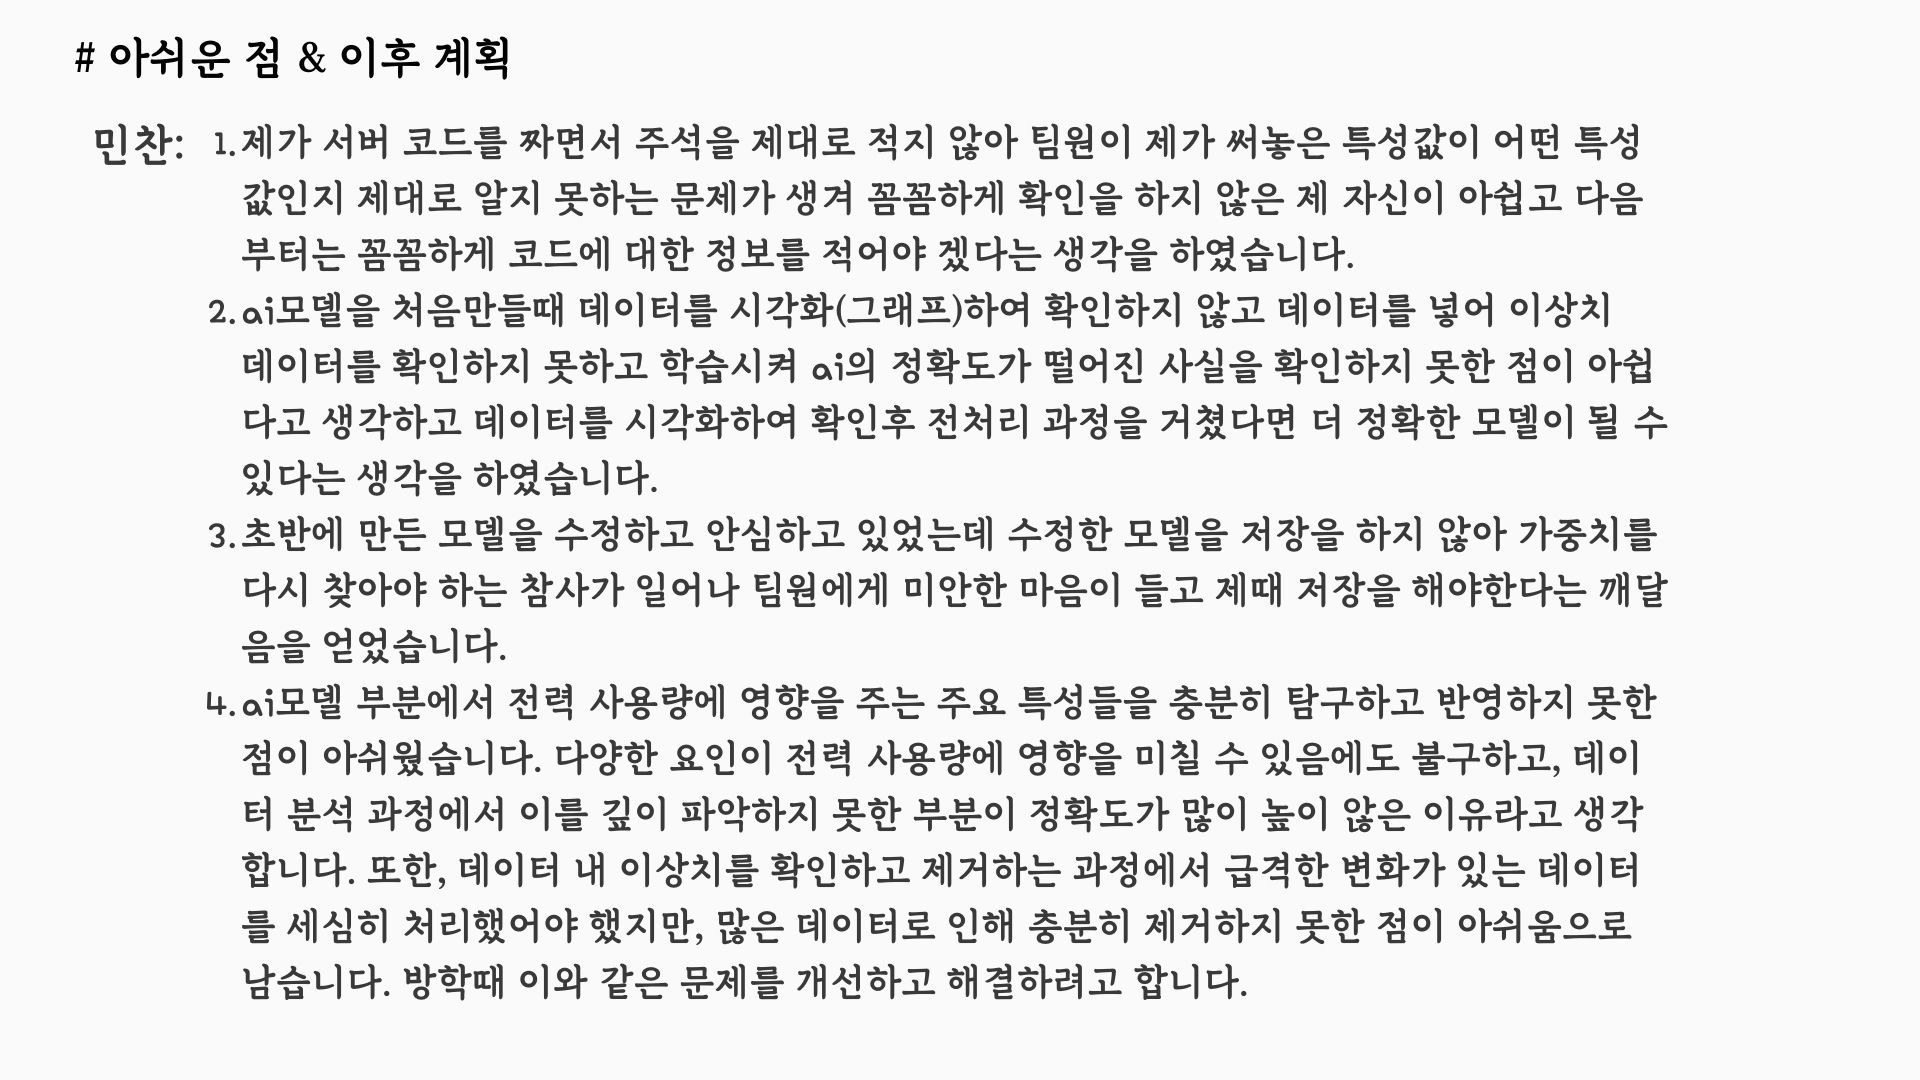 # 아쉬운 점 & 이후 계획
민찬: 1. 제가 서버 코드를 짜면서 주석을 제대로 적지 않아 팀원이 제가 써놓은 특성값이 어떤 특성
값인지 제대로 알지 못하는 문제가 생겨 꼼꼼하게 확인을 하지 않은 제 자신이 아쉽고 다음
부터는 꼼꼼하게 코드에 대한 정보를 적어야 겠다는 생각을 하였습니다.
2. ai모델을 처음만들때 데이터를 시각화(그래프)하여 확인하지 않고 데이터를 넣어 이상치
데이터를 확인하지 못하고 학습시켜 ai의 정확도가 떨어진 사실을 확인하지 못한 점이 아쉽
다고 생각하고 데이터를 시각화하여 확인후 전처리 과정을 거쳤다면 더 정확한 모델이 될 수
있다는 생각을 하였습니다.
3. 초반에 만든 모델을 수정하고 안심하고 있었는데 수정한 모델을 저장을 하지 않아 가중치를
다시 찾아야 하는 참사가 일어나 팀원에게 미안한 마음이 들고 제때 저장을 해야한다는 깨달
음을 얻었습니다.
4. ai모델 부분에서 전력 사용량에 영향을 주는 주요 특성들을 충분히 탐구하고 반영하지 못한
점이 아쉬웠습니다. 다양한 요인이 전력 사용량에 영향을 미칠 수 있음에도 불구하고, 데이
터 분석 과정에서 이를 깊이 파악하지 못한 부분이 정확도가 많이 높이 않은 이유라고 생각
합니다. 또한, 데이터 내 이상치를 확인하고 제거하는 과정에서 급격한 변화가 있는 데이터
를 세심히 처리했어야 했지만, 많은 데이터로 인해 충분히 제거하지 못한 점이 아쉬움으로
남습니다. 방학때 이와 같은 문제를 개선하고 해결하려고 합니다.